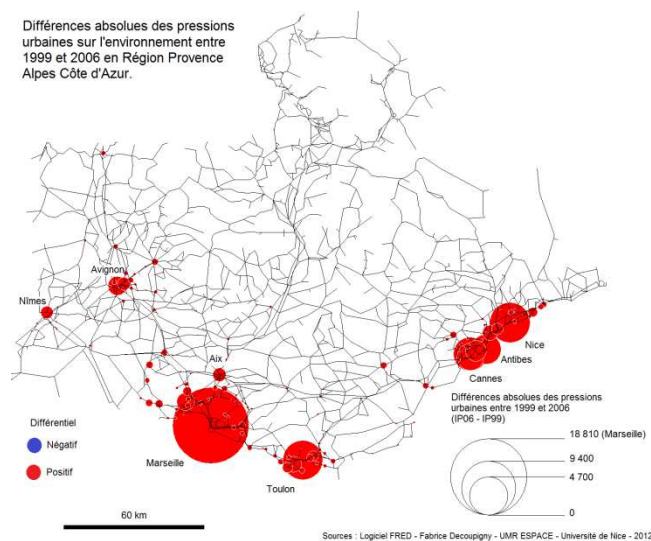 Différences absolues des pressions
urbaines sur l'environnement entre
1999 et 2006 en Région Provence
Alpes Côte d'Azur.
Avignon
Nîmes
Aix
Nice
Antibes
Cannes
Marseille
Toulon
Différentiel
Négatif
Positif
Différences absolues des pressions
urbaines entre 1999 et 2006
(IP06 - IP99)
18 810 (Marseille)
9 400
4 700
0
60 km
Sources : Logiciel FRED - Fabrice Decoupigny - UMR ESPACE - Université de Nice - 2012